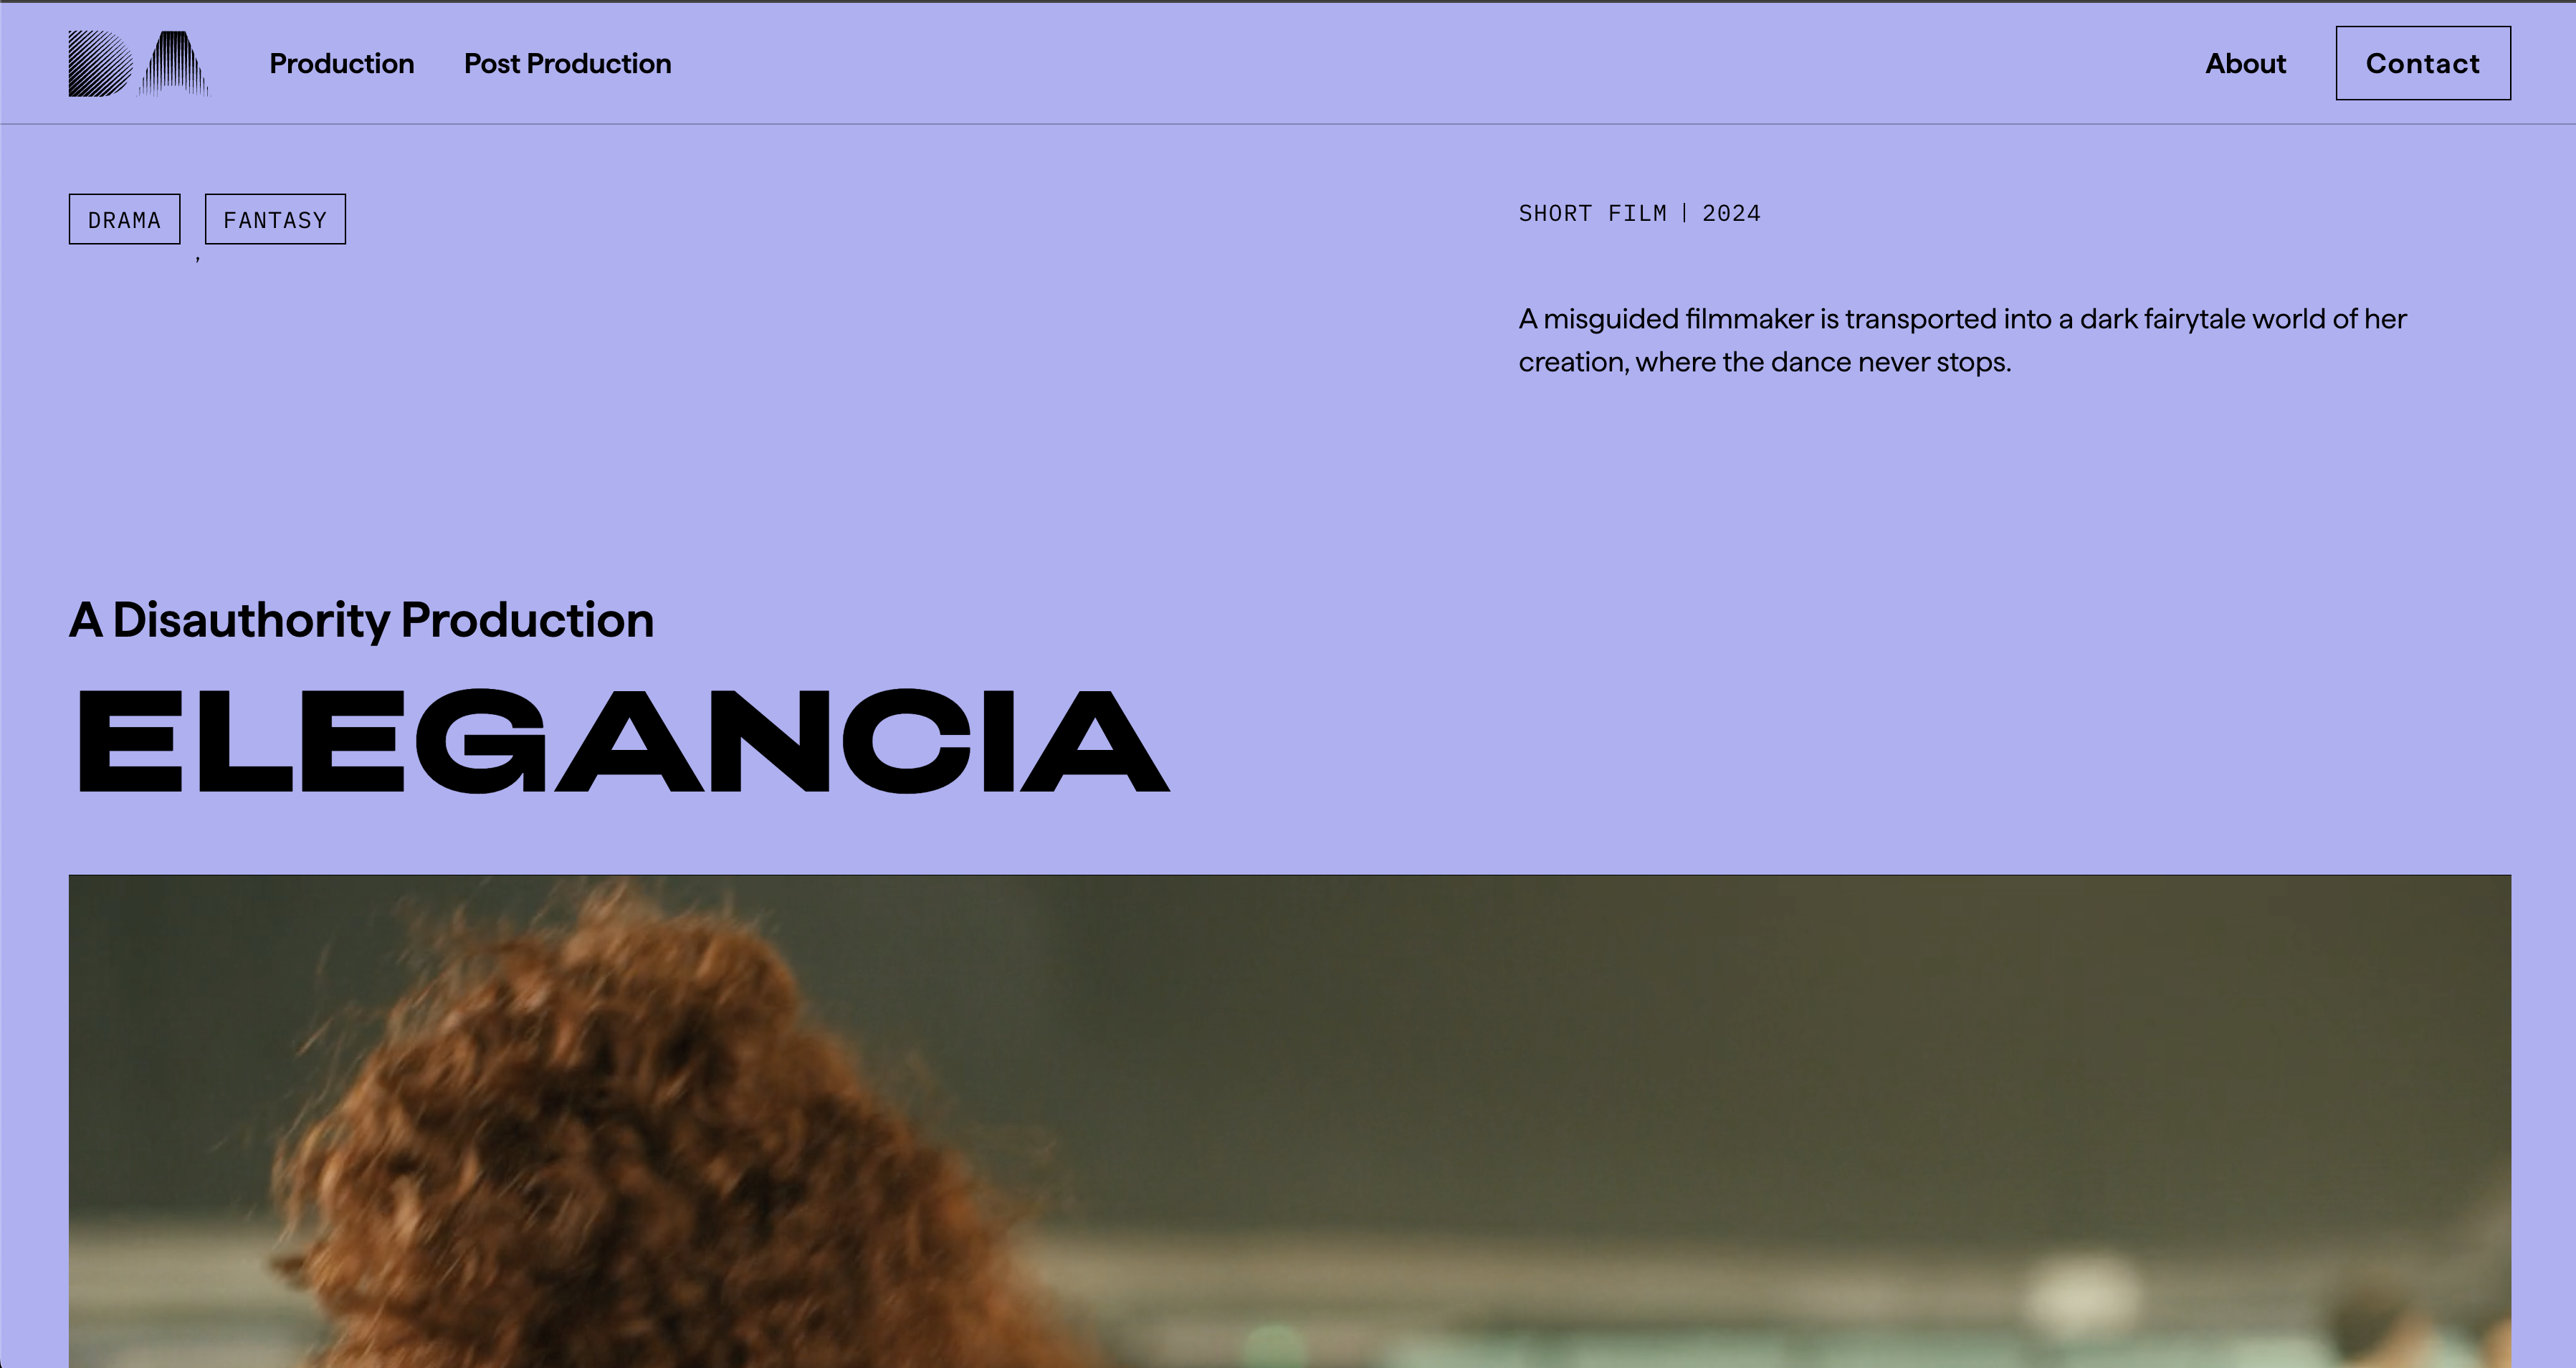 DA
Production
Post Production
About
Contact
DRAMA , FANTASY
SHORT FILM | 2024
A misguided filmmaker is transported into a dark fairytale world of her
creation, where the dance never stops.
A Disauthority Production
ELEGANCIA